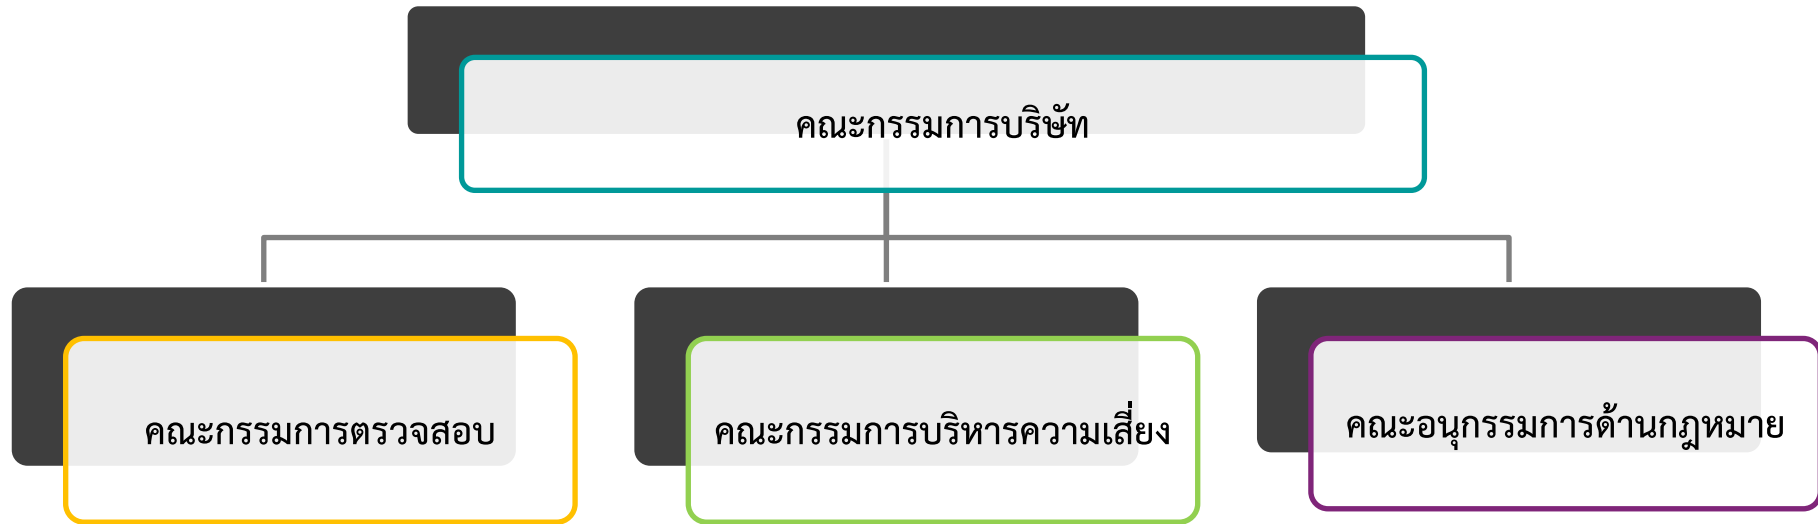 คณะกรรมการบริษัท
คณะกรรมการตรวจสอบ
คณะกรรมการบริหารความเสี่ยง
คณะอนุกรรมการด้านกฎหมาย